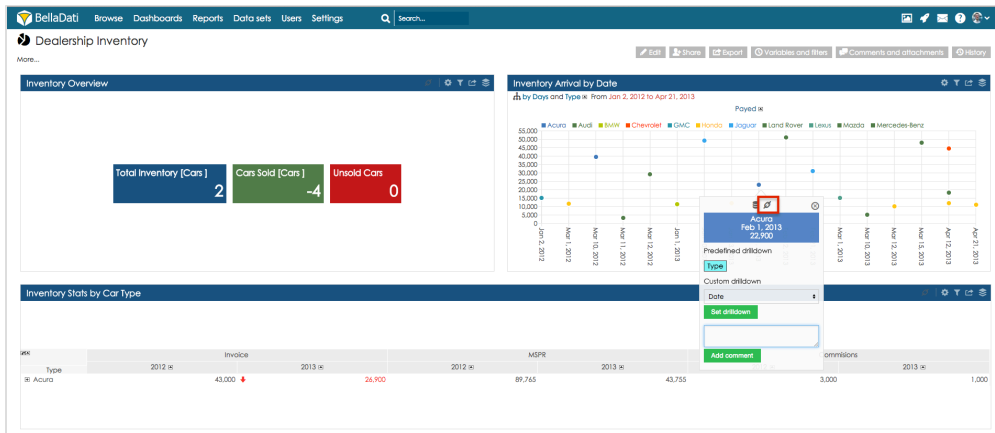 BellaDati Browse Dashboards Reports Data sets Users Settings Search...
Dealership Inventory
More...
Edit Share Export Variables and filters Comments and attachments History
Inventory Overview
Total Inventory [Cars ]
2
Cars Sold [Cars ]
-4
Unsold Cars
0
Inventory Arrival by Date
by Days and Type From Jan 2, 2012 to Apr 21, 2013
Payed
Acura Audi BMW Chevrolet GMC Honda Jaguar Land Rover Lexus Mazda Mercedes-Benz
55,000
50,000
45,000
40,000
35,000
30,000
25,000
20,000
15,000
10,000
5,000
0
Jan 2, 2012
Mar 1, 2012
Mar 10, 2012
Mar 11, 2012
Mar 12, 2012
Jan 1, 2013
Mar 1, 2013
Mar 10, 2013
Mar 15, 2013
Apr 12, 2013
Apr 21, 2013
Acura
Feb 1, 2013
22,900
Predefined drilldown
Type
Custom drilldown
Date
Set drilldown
Add comment
Inventory Stats by Car Type
Invoice MSPR ommisions
Type 2012 2013 2012 2013 2013
Acura 43,000 26,900 89,765 43,755 3,000 1,000